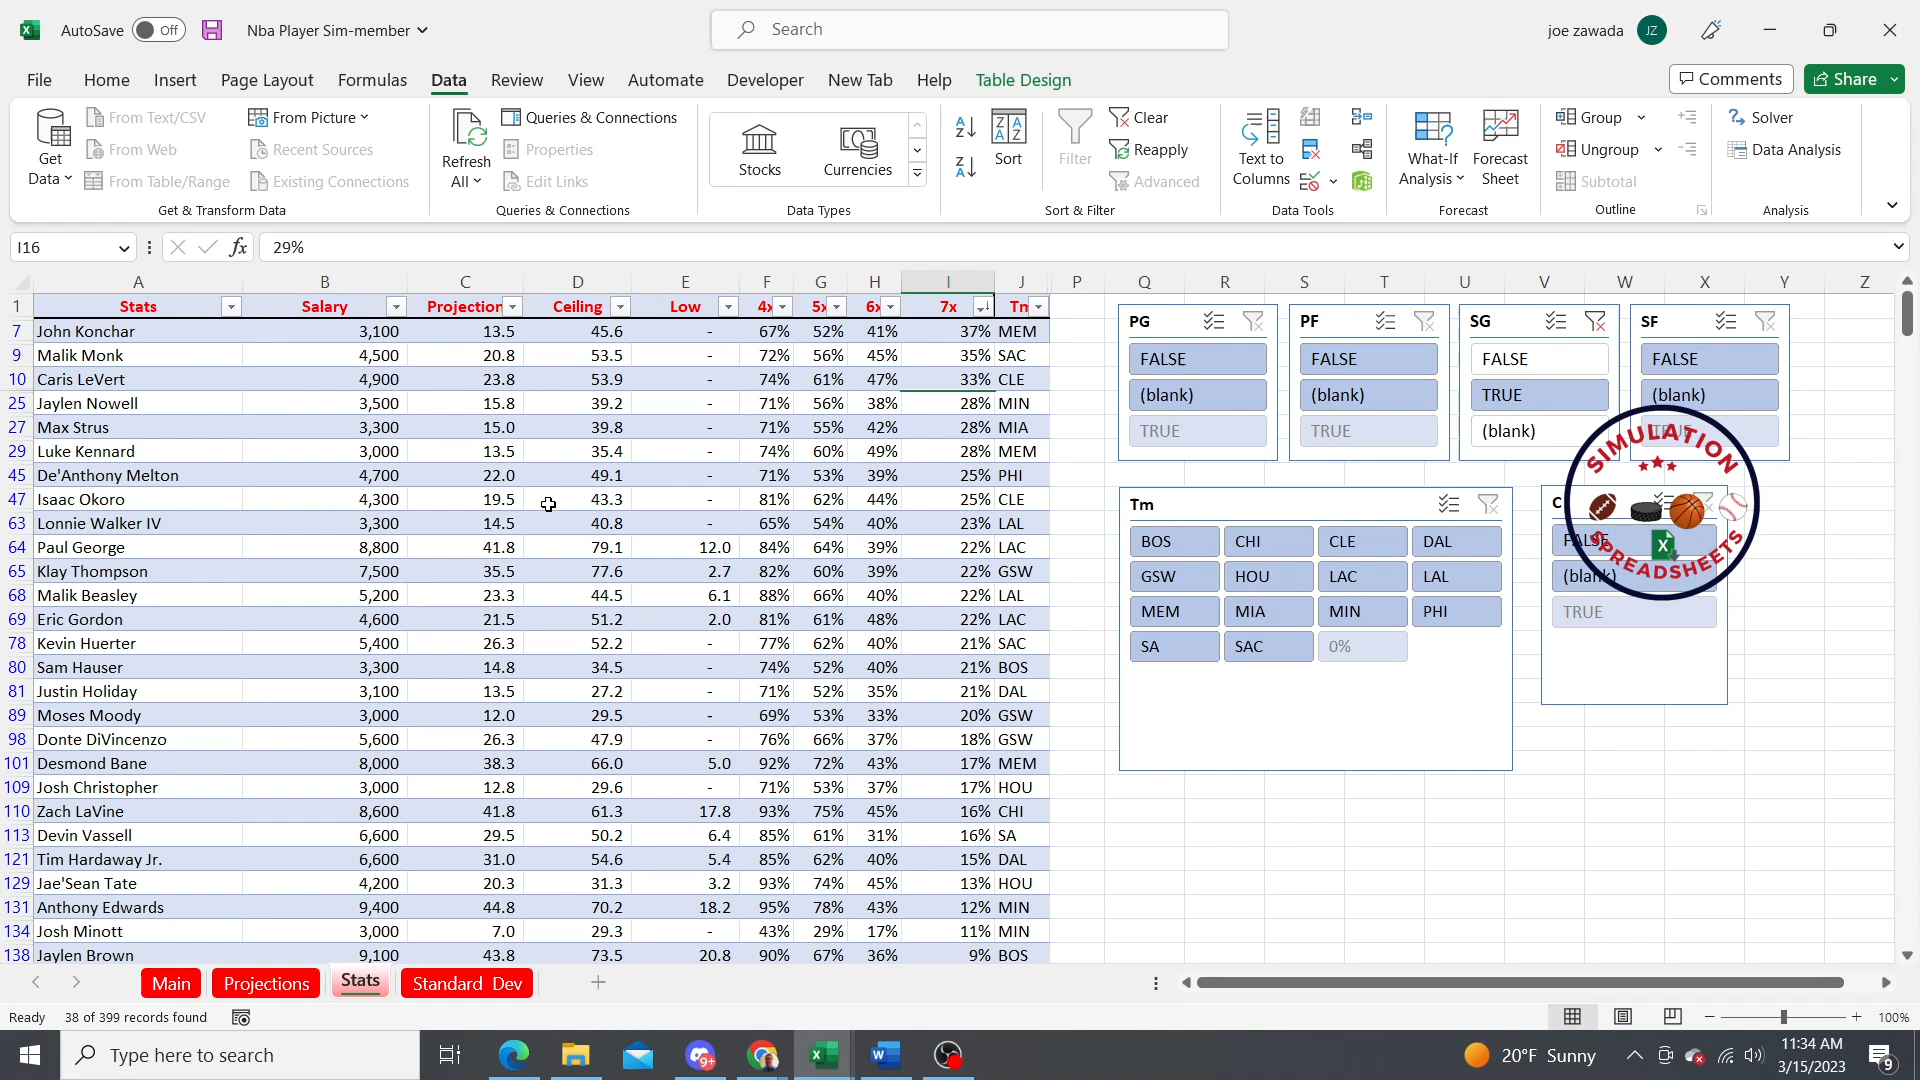 AutoSave Off Nba Player Sim-member Search joe zawada JZ
File Home Insert Page Layout Formulas Data Review View Automate Developer New Tab Help Table Design Comments Share
Get Data From Text/CSV From Web From Table/Range From Picture Recent Sources Existing Connections
Get & Transform Data
Refresh All Queries & Connections Properties Edit Links
Queries & Connections
Stocks Currencies
Data Types
Sort Filter Clear Reapply Advanced
Sort & Filter
Text to Columns
Data Tools
What-If Analysis Forecast Sheet
Forecast
Group Ungroup Subtotal
Outline
Solver Data Analysis
Analysis
I16 fx 29%
A B C D E F G H I J P Q R S T U V W X Y Z
1 Stats Salary Projection Ceiling Low 4x 5x 6x 7x Tm
7 John Konchar 3,100 13.5 45.6 - 67% 52% 41% 37% MEM
9 Malik Monk 4,500 20.8 53.5 - 72% 56% 45% 35% SAC
10 Caris LeVert 4,900 23.8 53.9 - 74% 61% 47% 33% CLE
25 Jaylen Nowell 3,500 15.8 39.2 - 71% 56% 38% 28% MIN
27 Max Strus 3,300 15.0 39.8 - 71% 55% 42% 28% MIA
29 Luke Kennard 3,000 13.5 35.4 - 74% 60% 49% 28% MEM
45 De'Anthony Melton 4,700 22.0 49.1 - 71% 53% 39% 25% PHI
47 Isaac Okoro 4,300 19.5 43.3 - 81% 62% 44% 25% CLE
63 Lonnie Walker IV 3,300 14.5 40.8 - 65% 54% 40% 23% LAL
64 Paul George 8,800 41.8 79.1 12.0 84% 64% 39% 22% LAC
65 Klay Thompson 7,500 35.5 77.6 2.7 82% 60% 39% 22% GSW
68 Malik Beasley 5,200 23.3 44.5 6.1 88% 66% 40% 22% LAL
69 Eric Gordon 4,600 21.5 51.2 2.0 81% 61% 48% 22% LAC
78 Kevin Huerter 5,400 26.3 52.2 - 77% 62% 40% 21% SAC
80 Sam Hauser 3,300 14.8 34.5 - 74% 52% 40% 21% BOS
81 Justin Holiday 3,100 13.5 27.2 - 71% 52% 35% 21% DAL
89 Moses Moody 3,000 12.0 29.5 - 69% 53% 33% 20% GSW
98 Donte DiVincenzo 5,600 26.3 47.9 - 76% 66% 37% 18% GSW
101 Desmond Bane 8,000 38.3 66.0 5.0 92% 72% 43% 17% MEM
109 Josh Christopher 3,000 12.8 29.6 - 71% 53% 37% 17% HOU
110 Zach LaVine 8,600 41.8 61.3 17.8 93% 75% 45% 16% CHI
113 Devin Vassell 6,600 29.5 50.2 6.4 85% 61% 31% 16% SA
121 Tim Hardaway Jr. 6,600 31.0 54.6 5.4 85% 62% 40% 15% DAL
129 Jae'Sean Tate 4,200 20.3 31.3 3.2 93% 74% 45% 13% HOU
131 Anthony Edwards 9,400 44.8 70.2 18.2 95% 78% 43% 12% MIN
134 Josh Minott 3,000 7.0 29.3 - 43% 29% 17% 11% MIN
138 Jaylen Brown 9,100 43.8 73.5 20.8 90% 67% 36% 9% BOS
PG
FALSE
(blank)
TRUE
PF
FALSE
(blank)
TRUE
SG
FALSE
TRUE
(blank)
SF
FALSE
(blank)
Tm
BOS CHI CLE DAL
GSW HOU LAC LAL
MEM MIA MIN PHI
SA SAC 0%
C
FALSE
(blank)
TRUE
SIMULATION
SPREADSHEETS
X
Main Projections Stats Standard Dev
Ready 38 of 399 records found 100%
Type here to search 9+ 20°F Sunny 11:34 AM
3/15/2023 9